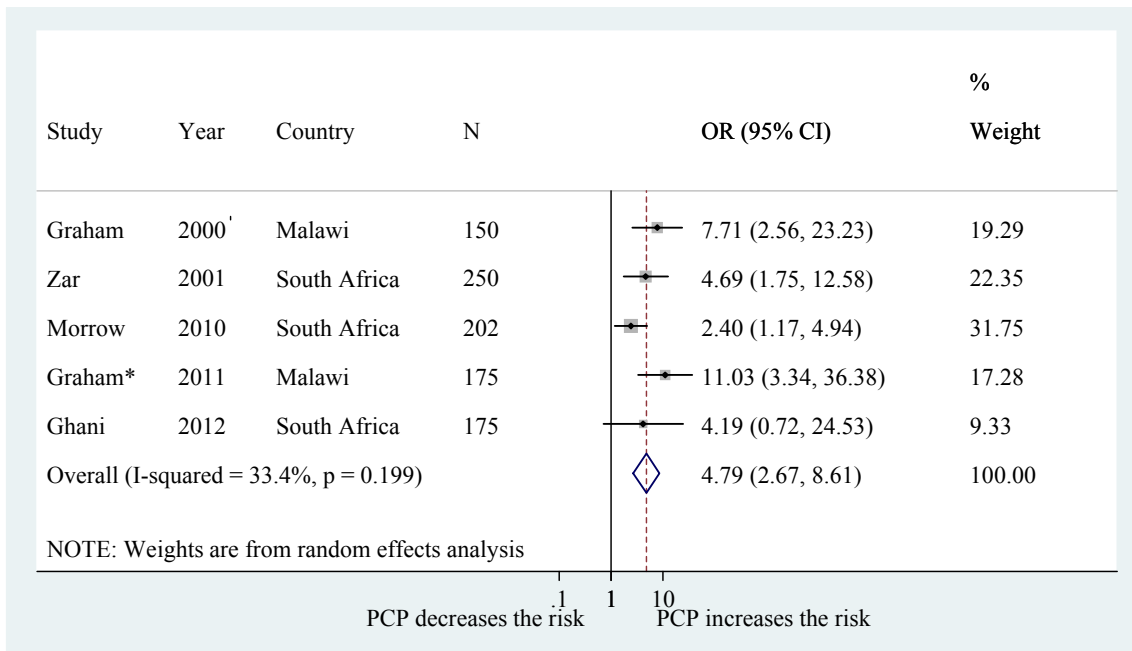 %
Study Year Country N OR (95% CI) Weight
Graham 2000' Malawi 150 7.71 (2.56, 23.23) 19.29
Zar 2001 South Africa 250 4.69 (1.75, 12.58) 22.35
Morrow 2010 South Africa 202 2.40 (1.17, 4.94) 31.75
Graham* 2011 Malawi 175 11.03 (3.34, 36.38) 17.28
Ghani 2012 South Africa 175 4.19 (0.72, 24.53) 9.33
Overall (I-squared = 33.4%, p = 0.199) 4.79 (2.67, 8.61) 100.00
NOTE: Weights are from random effects analysis
.1 1 10
PCP decreases the risk PCP increases the risk